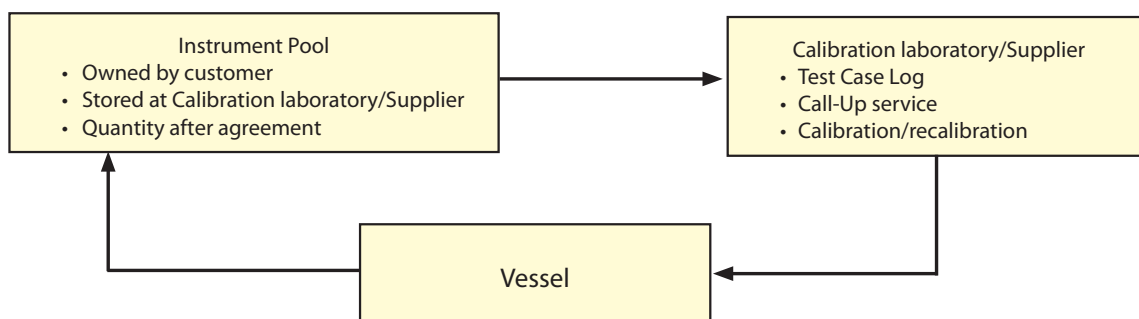 Instrument Pool
• Owned by customer
• Stored at Calibration laboratory/Supplier
• Quantity after agreement
Calibration laboratory/Supplier
• Test Case Log
• Call-Up service
• Calibration/recalibration
Vessel